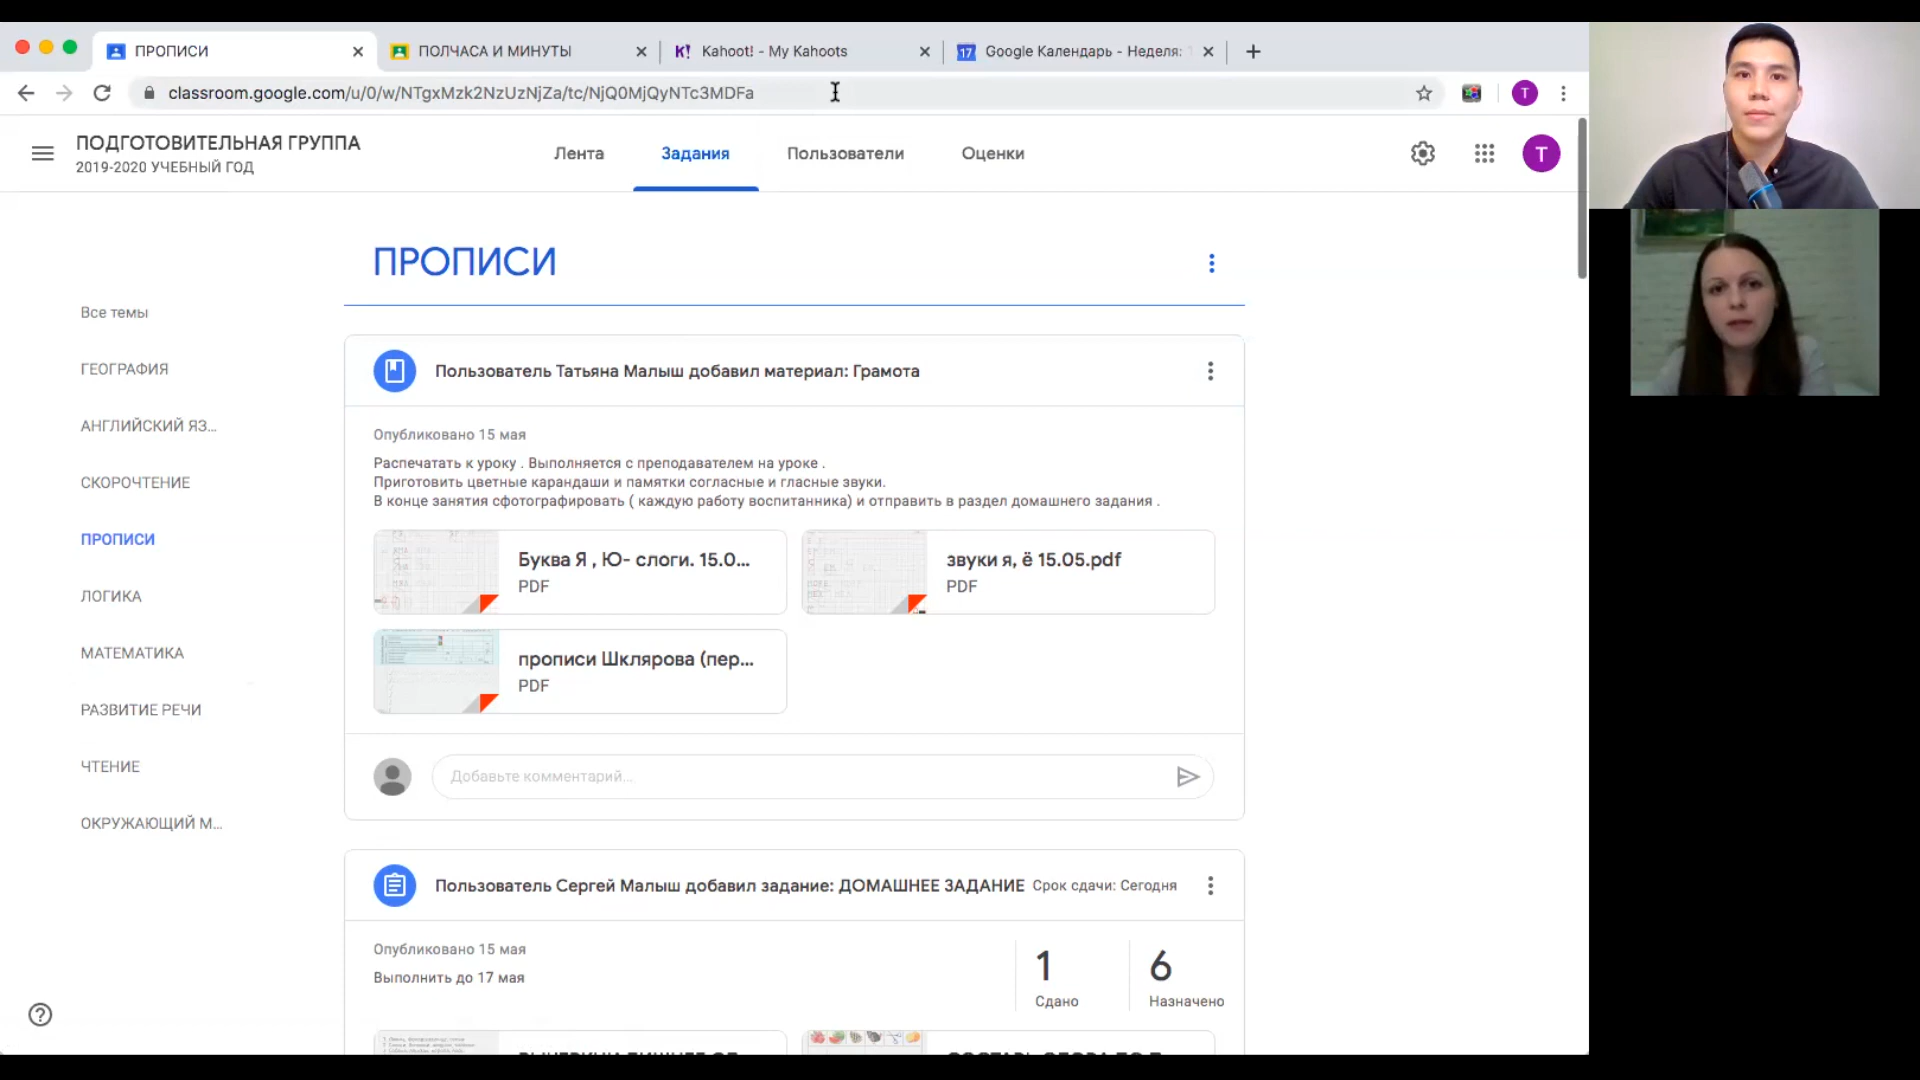 ПРОПИСИ
ПОЛЧАСА И МИНУТЫ
K! Kahoot! - My Kahoots
17 Google Календарь - Неделя:
classroom.google.com/u/0/w/NTgxMzk2NzUzNjZa/tc/NjQ0MjQyNTc3MDFa
T
ПОДГОТОВИТЕЛЬНАЯ ГРУППА
2019-2020 УЧЕБНЫЙ ГОД
Лента
Задания
Пользователи
Оценки
T
ПРОПИСИ
Все темы
ГЕОГРАФИЯ
АНГЛИЙСКИЙ ЯЗ...
СКОРОЧТЕНИЕ
ПРОПИСИ
ЛОГИКА
МАТЕМАТИКА
РАЗВИТИЕ РЕЧИ
ЧТЕНИЕ
ОКРУЖАЮЩИЙ М...
Пользователь Татьяна Малыш добавил материал: Грамота
Опубликовано 15 мая
Распечатать к уроку . Выполняется с преподавателем на уроке .
Приготовить цветные карандаши и памятки согласные и гласные звуки.
В конце занятия сфотографировать ( каждую работу воспитанника) и отправить в раздел домашнего задания .
Буква Я , Ю- слоги. 15.0...
PDF
звуки я, ё 15.05.pdf
PDF
прописи Шклярова (пер...
PDF
Добавьте комментарий...
Пользователь Сергей Малыш добавил задание: ДОМАШНЕЕ ЗАДАНИЕ Срок сдачи: Сегодня
Опубликовано 15 мая
Выполнить до 17 мая
1
Сдано
6
Назначено